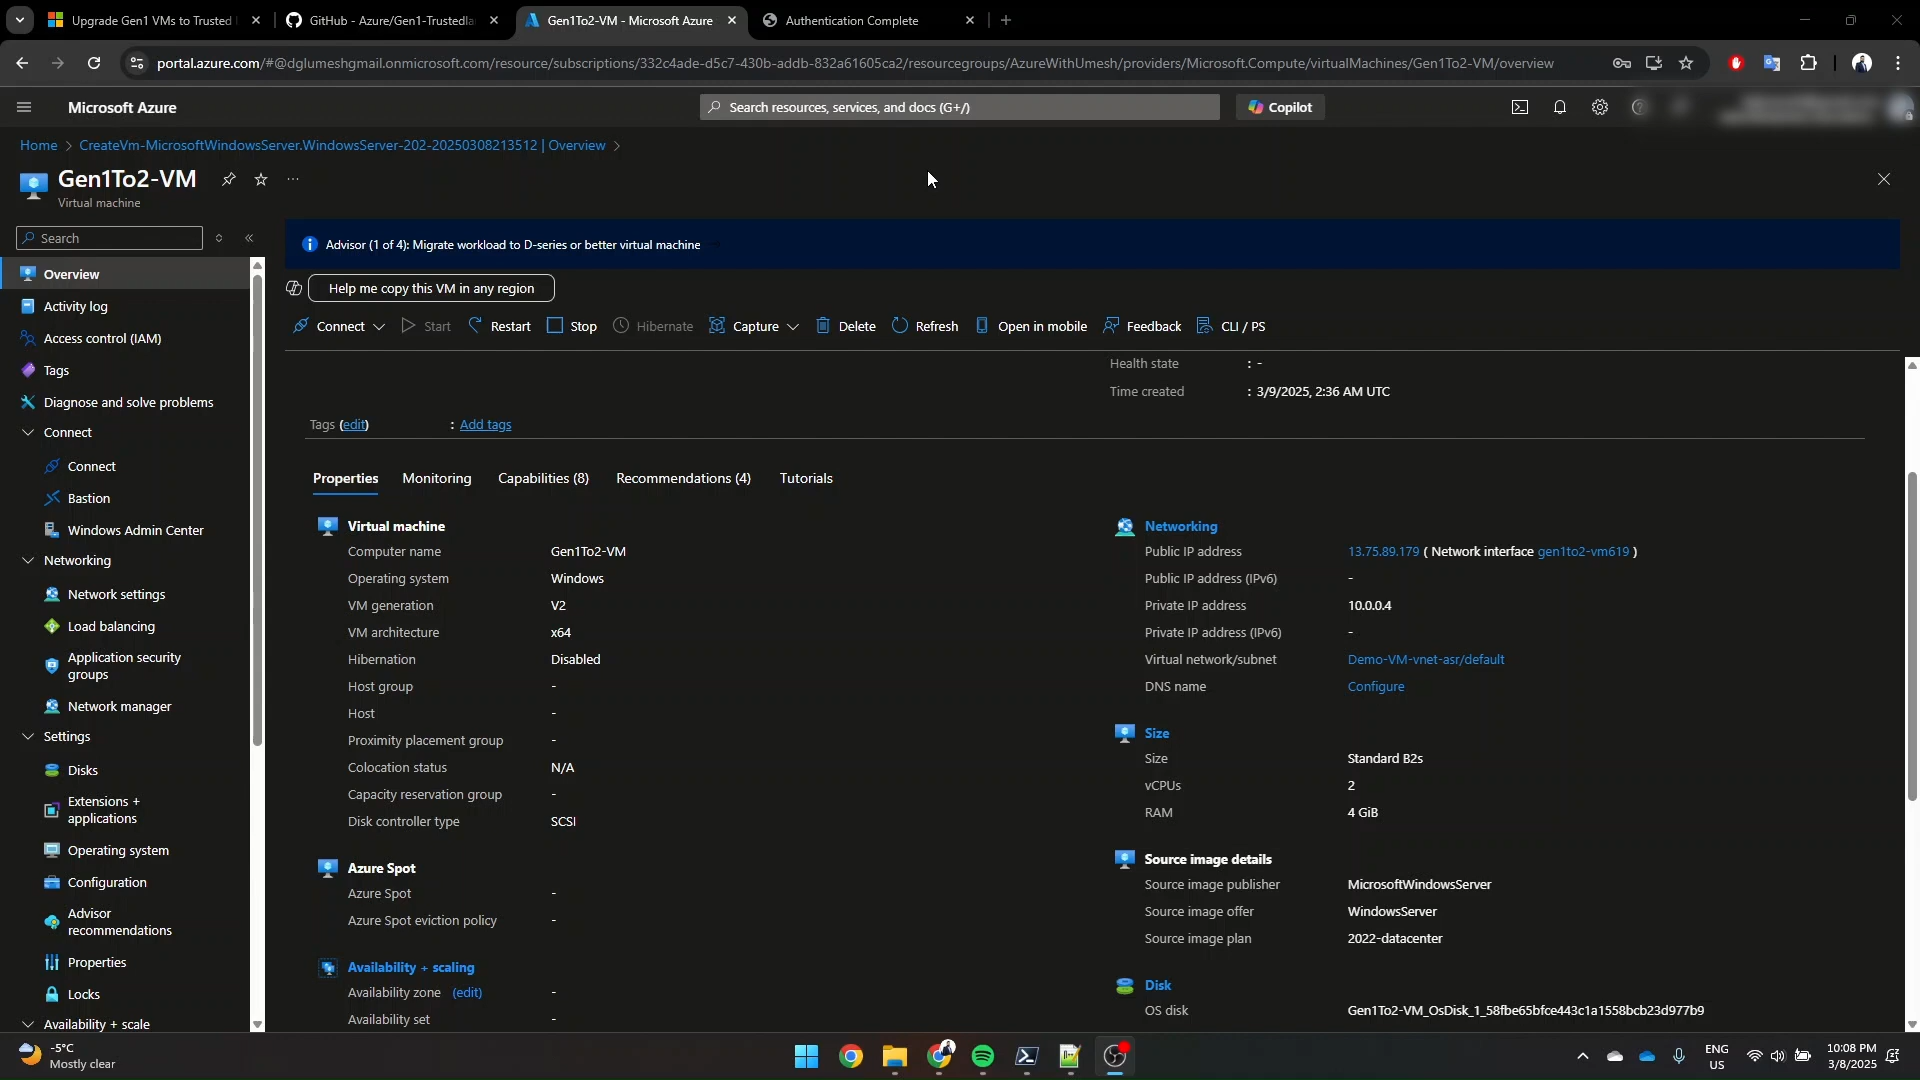 Upgrade Gen1 VMs to Trusted
GitHub - Azure/Gen1-Trustedla
Gen1To2-VM - Microsoft Azure
Authentication Complete
portal.azure.com/#@dglumeshgmail.onmicrosoft.com/resource/subscriptions/332c4ade-d5c7-430b-addb-832a61605ca2/resourcegroups/AzureWithUmesh/providers/Microsoft.Compute/virtualMachines/Gen1To2-VM/overview
Microsoft Azure
Search resources, services, and docs (G+/)
Copilot
Home > CreateVm-MicrosoftWindowsServer.WindowsServer-202-20250308213512 | Overview >
Gen1To2-VM
Virtual machine
Search
Overview
Activity log
Access control (IAM)
Tags
Diagnose and solve problems
Connect
Connect
Bastion
Windows Admin Center
Networking
Network settings
Load balancing
Application security
groups
Network manager
Settings
Disks
Extensions +
applications
Operating system
Configuration
Advisor
recommendations
Properties
Locks
Availability + scale
Advisor (1 of 4): Migrate workload to D-series or better virtual machine
Help me copy this VM in any region
Connect
Start
Restart
Stop
Hibernate
Capture
Delete
Refresh
Open in mobile
Feedback
CLI / PS
Health state : -
Time created : 3/9/2025, 2:36 AM UTC
Tags (edit) : Add tags
Properties
Monitoring
Capabilities (8)
Recommendations (4)
Tutorials
Virtual machine
Computer name Gen1To2-VM
Operating system Windows
VM generation V2
VM architecture x64
Hibernation Disabled
Host group -
Host -
Proximity placement group -
Colocation status N/A
Capacity reservation group -
Disk controller type SCSI
Azure Spot
Azure Spot -
Azure Spot eviction policy -
Availability + scaling
Availability zone (edit) -
Availability set -
Networking
Public IP address 13.75.89.179 ( Network interface gen1to2-vm619 )
Public IP address (IPv6) -
Private IP address 10.0.0.4
Private IP address (IPv6) -
Virtual network/subnet Demo-VM-vnet-asr/default
DNS name Configure
Size
Size Standard B2s
vCPUs 2
RAM 4 GiB
Source image details
Source image publisher MicrosoftWindowsServer
Source image offer WindowsServer
Source image plan 2022-datacenter
Disk
OS disk Gen1To2-VM_OsDisk_1_58fbe65bfce443c1a1558bcb23d977b9
-5°C
Mostly clear
ENG
US
10:08 PM
3/8/2025